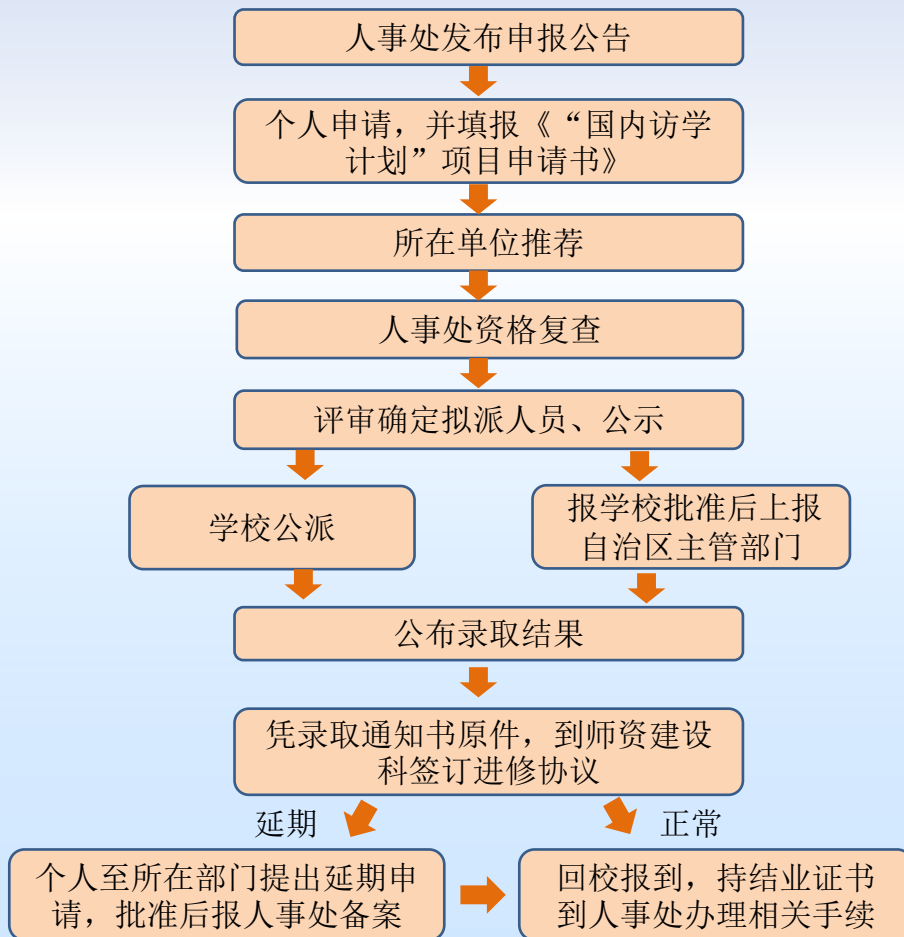 人事处发布申报公告
个人申请，并填报《“国内访学
计划”项目申请书》
所在单位推荐
人事处资格复查
评审确定拟派人员、公示
学校公派
报学校批准后上报
自治区主管部门
公布录取结果
凭录取通知书原件，到师资建设
科签订进修协议
延期
正常
个人至所在部门提出延期申
请，批准后报人事处备案
回校报到，持结业证书
到人事处办理相关手续